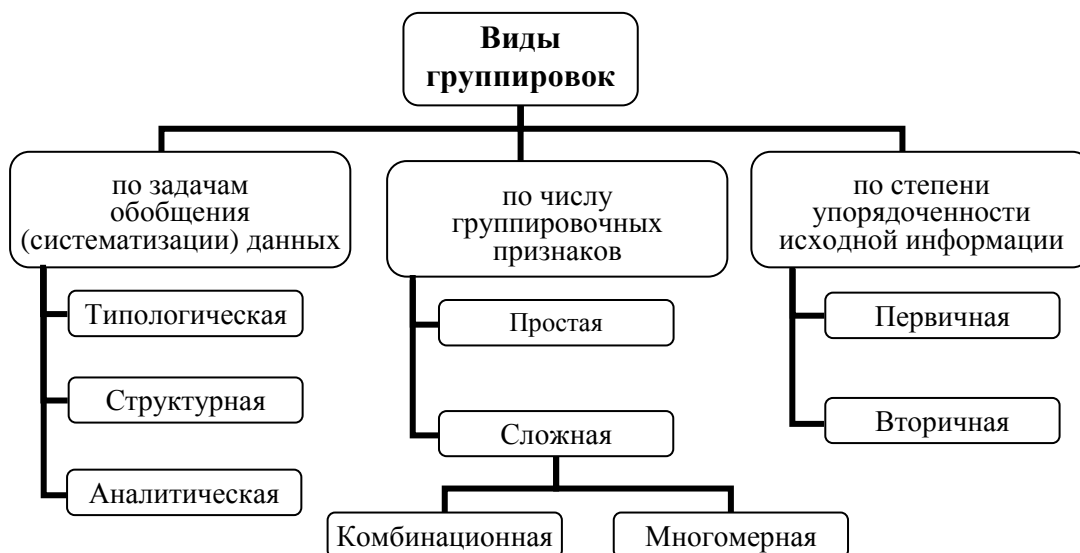 Виды
группировок
по задачам
обобщения
(систематизации) данных
Типологическая
Структурная
Аналитическая
по числу
группировочных
признаков
Простая
Сложная
Комбинационная
Многомерная
по степени
упорядоченности
исходной информации
Первичная
Вторичная